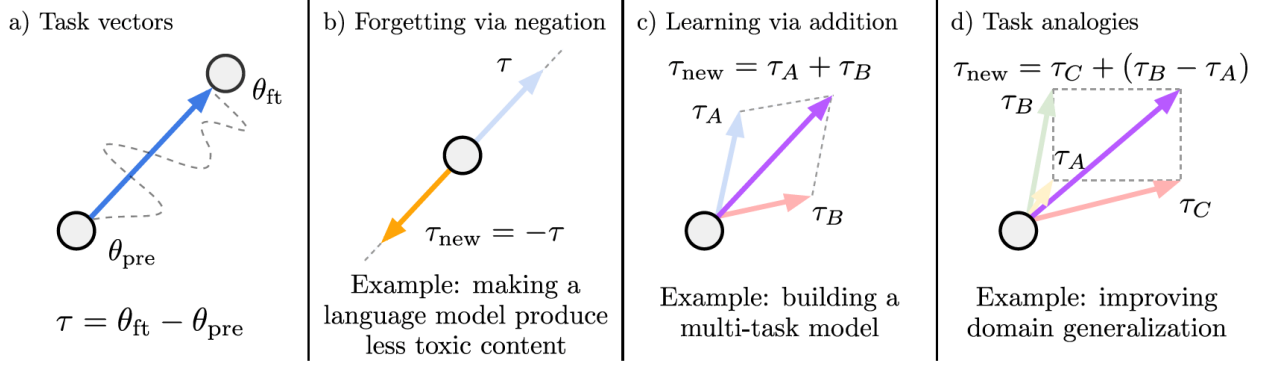 a) Task vectors
θft
θpre
τ = θft − θpre
b) Forgetting via negation
τ
τnew = −τ
Example: making a
language model produce
less toxic content
c) Learning via addition
τnew = τA + τB
τA
τB
Example: building a
multi-task model
d) Task analogies
τnew = τC + (τB − τA)
τB
τA
τC
Example: improving
domain generalization